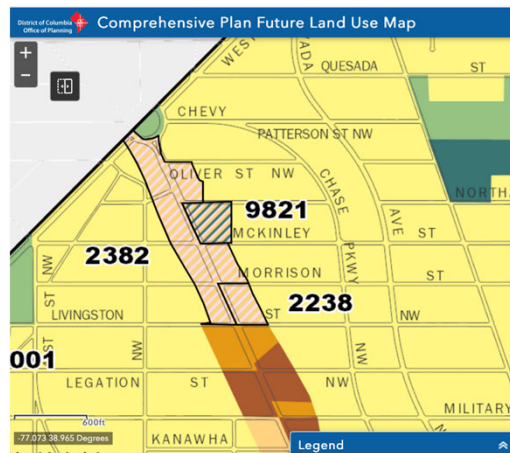 District of Columbia
Office of Planning
Comprehensive Plan Future Land Use Map
+
−
WEST
QUESADA
ST
CHEVY
PATTERSON ST NW
OLIVER ST NW
CHASE
NORTH
9821
AVE
MCKINLEY
ST
2382
PKWY
MORRISON
ST
NW
ST
2238
LIVINGSTON
ST
NW
001
ST
NW
NW
LEGATION
ST
NW
600ft
MILITARY
-77.073 38.965 Degrees
KANAWHA
Legend